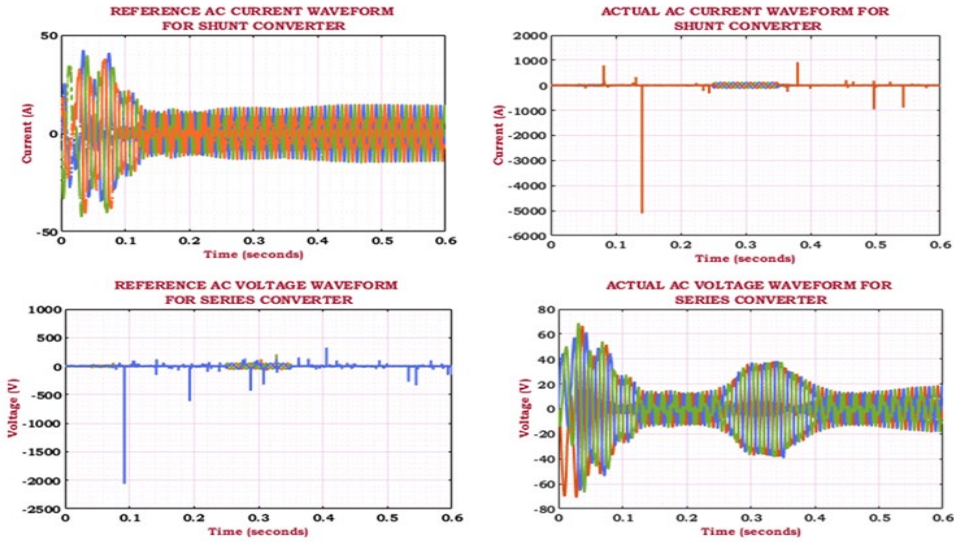 REFERENCE AC CURRENT WAVEFORM
FOR SHUNT CONVERTER
50
0
-50
Current (A)
0 0.1 0.2 0.3 0.4 0.5 0.6
Time (seconds)
ACTUAL AC CURRENT WAVEFORM FOR
SHUNT CONVERTER
2000
1000
0
-1000
-2000
-3000
-4000
-5000
-6000
Current (A)
0 0.1 0.2 0.3 0.4 0.5 0.6
Time (seconds)
REFERENCE AC VOLTAGE WAVEFORM
FOR SERIES CONVERTER
1000
500
0
-500
-1000
-1500
-2000
-2500
Voltage (V)
0 0.1 0.2 0.3 0.4 0.5 0.6
Time (seconds)
ACTUAL AC VOLTAGE WAVEFORM FOR
SERIES CONVERTER
80
60
40
20
0
-20
-40
-60
-80
Voltage (V)
0 0.1 0.2 0.3 0.4 0.5 0.6
Time (seconds)